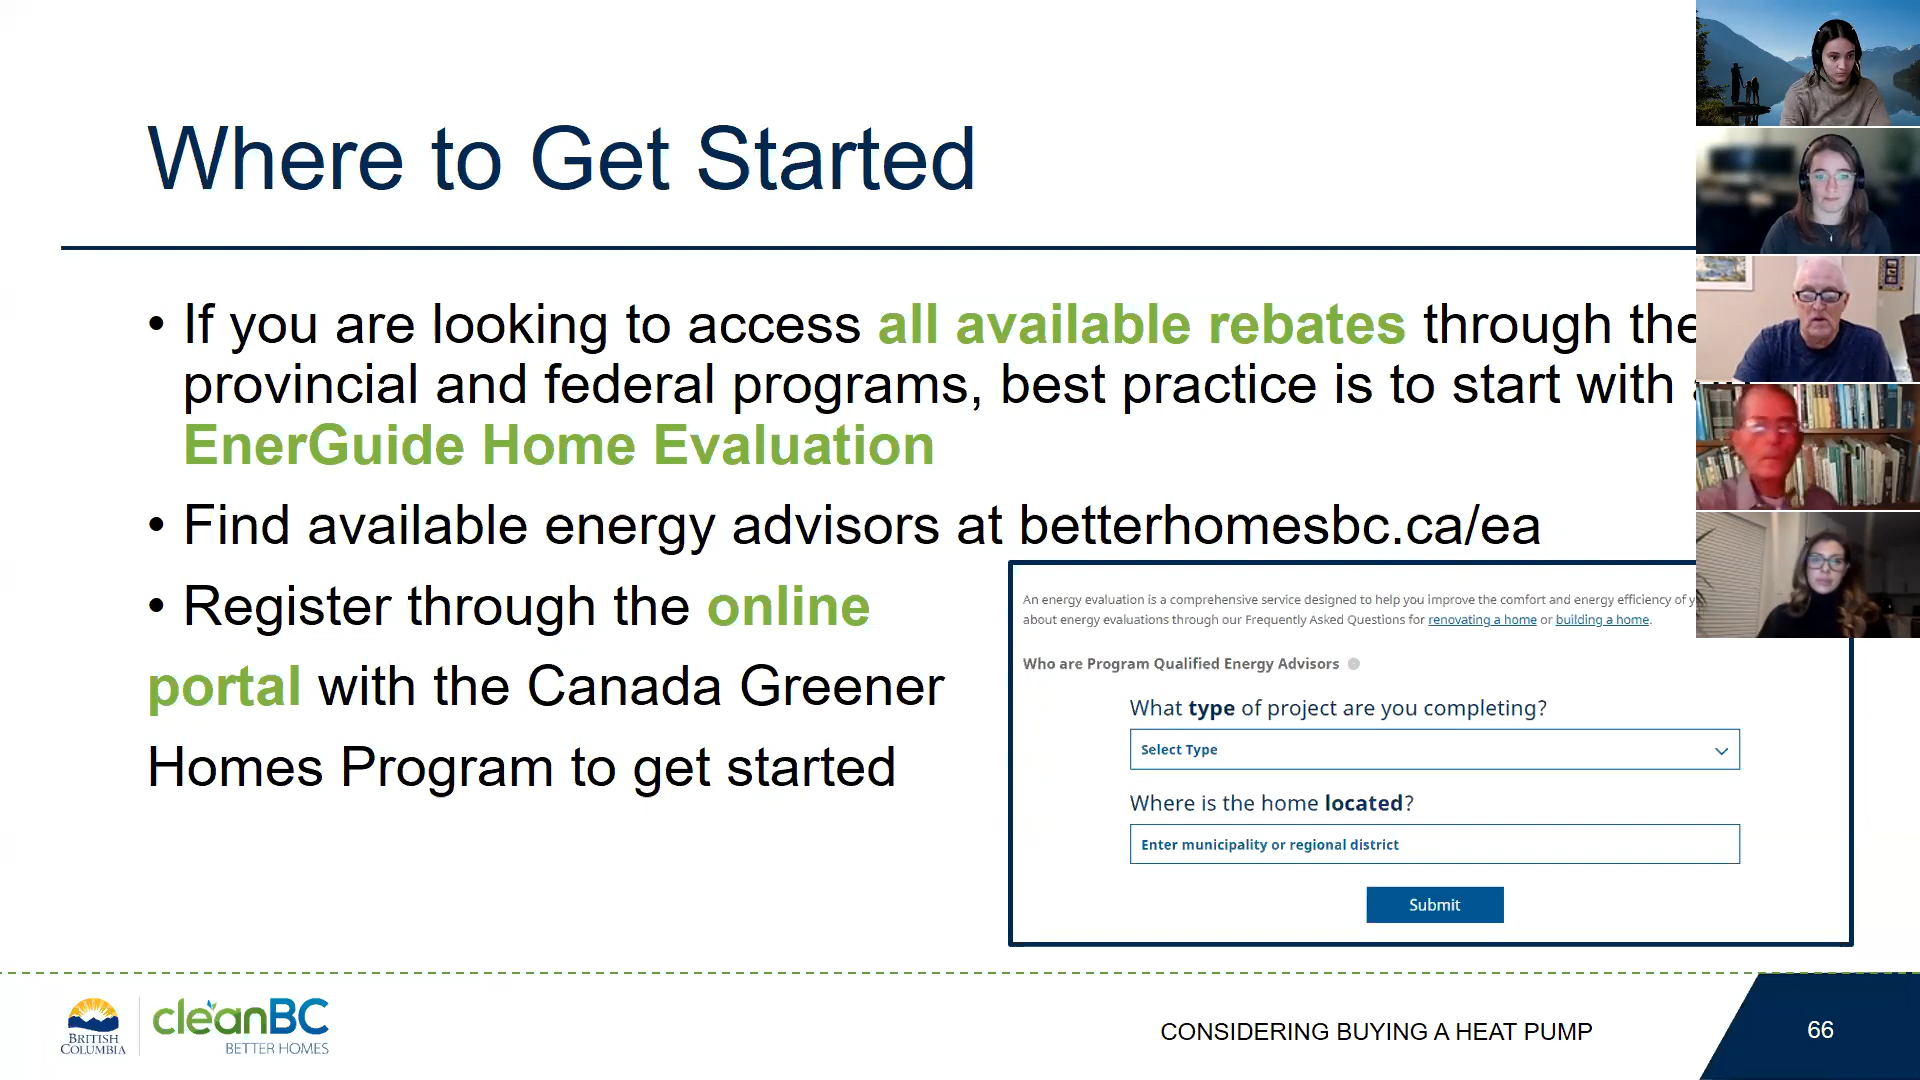 Where to Get Started
• If you are looking to access all available rebates through the
provincial and federal programs, best practice is to start with
EnerGuide Home Evaluation
• Find available energy advisors at betterhomesbc.ca/ea
• Register through the online
portal with the Canada Greener
Homes Program to get started
An energy evaluation is a comprehensive service designed to help you improve the comfort and energy efficiency of
about energy evaluations through our Frequently Asked Questions for renovating a home or building a home.
Who are Program Qualified Energy Advisors
What type of project are you completing?
Select Type
Where is the home located?
Enter municipality or regional district
Submit
BRITISH
COLUMBIA
cleanBC
BETTER HOMES
CONSIDERING BUYING A HEAT PUMP
66